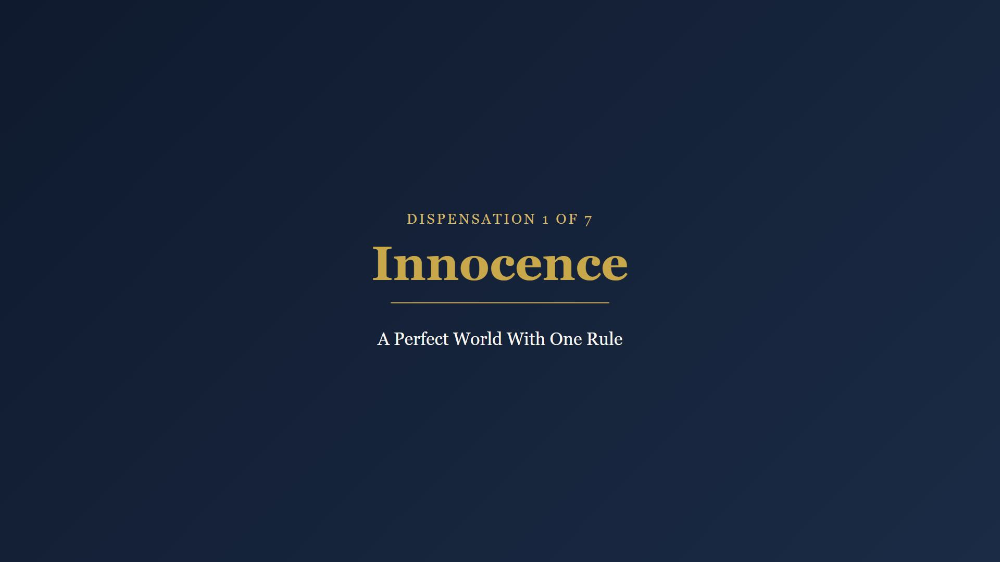 DISPENSATION 1 OF 7
Innocence
A Perfect World With One Rule